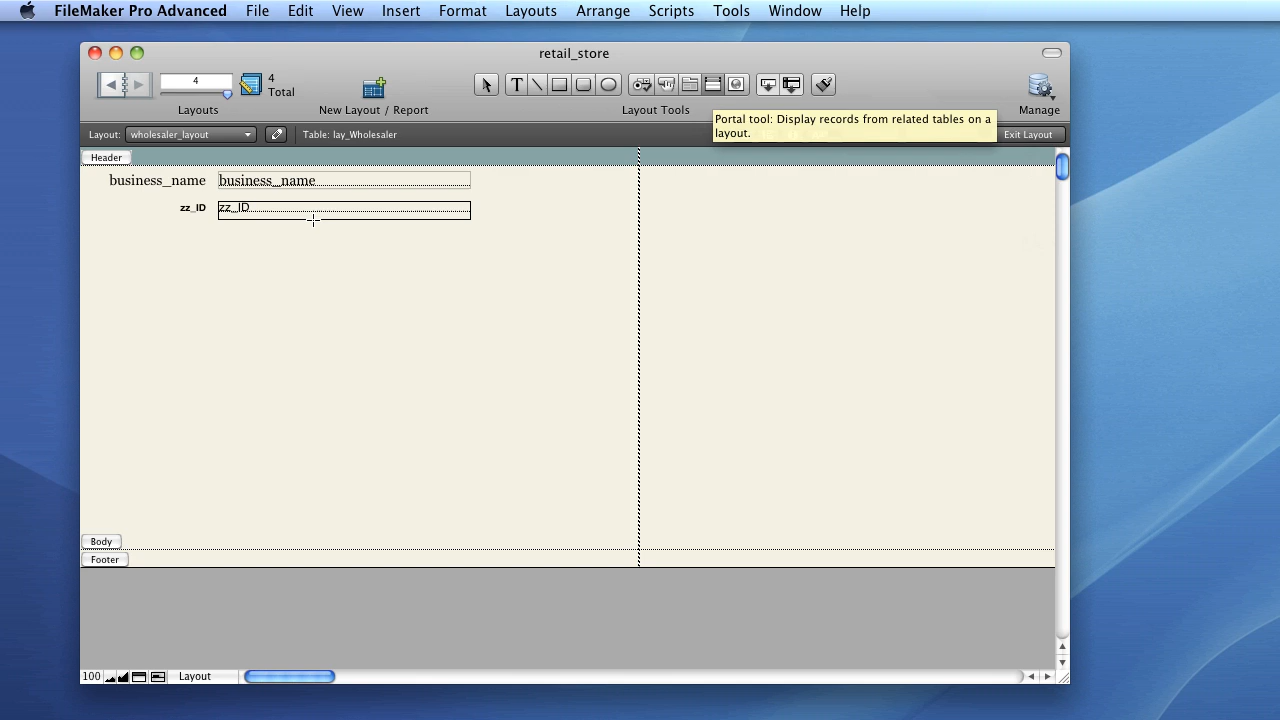 FileMaker Pro Advanced File Edit View Insert Format Layouts Arrange Scripts Tools Window Help
retail_store
4
4
Total
Layouts
New Layout / Report
Layout Tools
Manage
Layout: wholesaler_layout
Table: lay_Wholesaler
Portal tool: Display records from related tables on a
layout.
Exit Layout
Header
business_name business_name
zz_ID zz_ID
Body
Footer
100 Layout